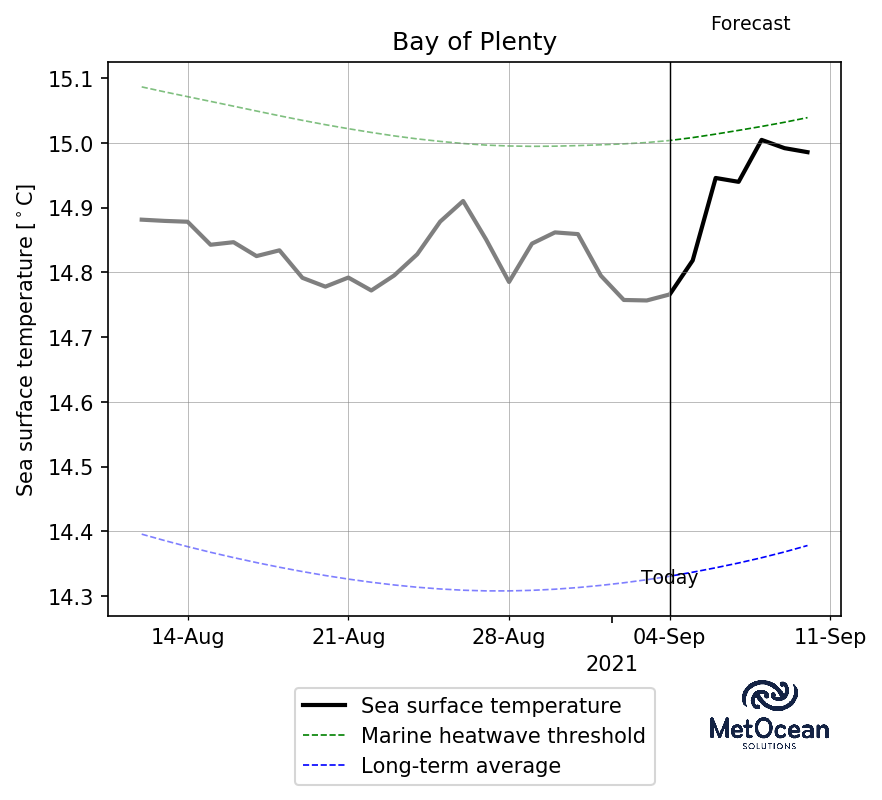 Forecast
Bay of Plenty
Sea surface temperature [°C]
15.1
15.0
14.9
14.8
14.7
14.6
14.5
14.4
14.3
Today
14-Aug
21-Aug
28-Aug
04-Sep
11-Sep
2021
Sea surface temperature
Marine heatwave threshold
Long-term average
MetOcean
SOLUTIONS